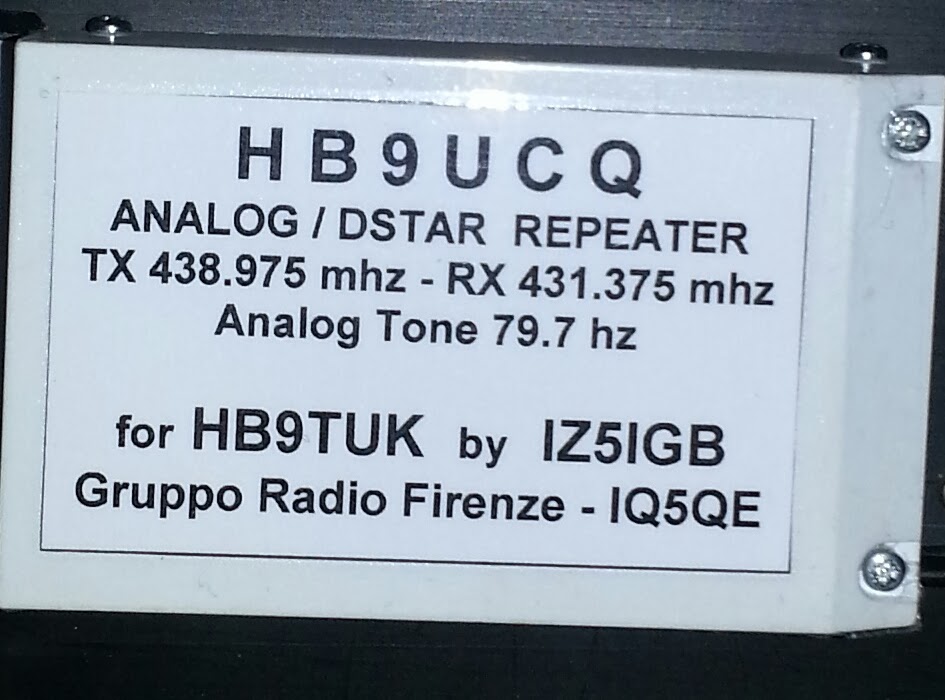 HB9UCQ
ANALOG / DSTAR REPEATER
TX 438.975 mhz - RX 431.375 mhz
Analog Tone 79.7 hz
for HB9TUK by IZ5IGB
Gruppo Radio Firenze - IQ5QE